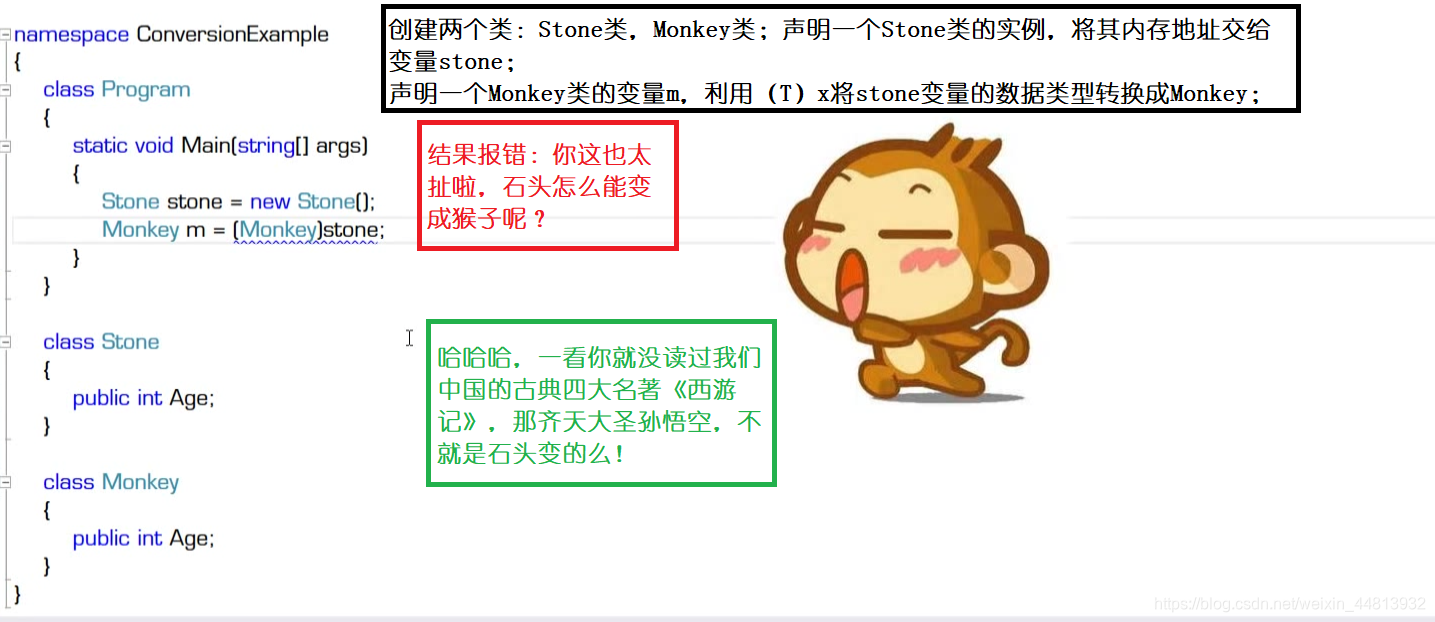 namespace ConversionExample
{
class Program
{
static void Main(string[] args)
{
Stone stone = new Stone();
Monkey m = (Monkey)stone;
}
}
class Stone
{
public int Age;
}
class Monkey
{
public int Age;
}
}
创建两个类：Stone类，Monkey类；声明一个Stone类的实例，将其内存地址交给
变量stone；
声明一个Monkey类的变量m，利用（T）x将stone变量的数据类型转换成Monkey；
结果报错：你这也太
扯啦，石头怎么能变
成猴子呢？
哈哈哈，一看你就没读过我们
中国的古典四大名著《西游
记》，那齐天大圣孙悟空，不
就是石头变的么！
https://blog.csdn.net/weixin_44813932